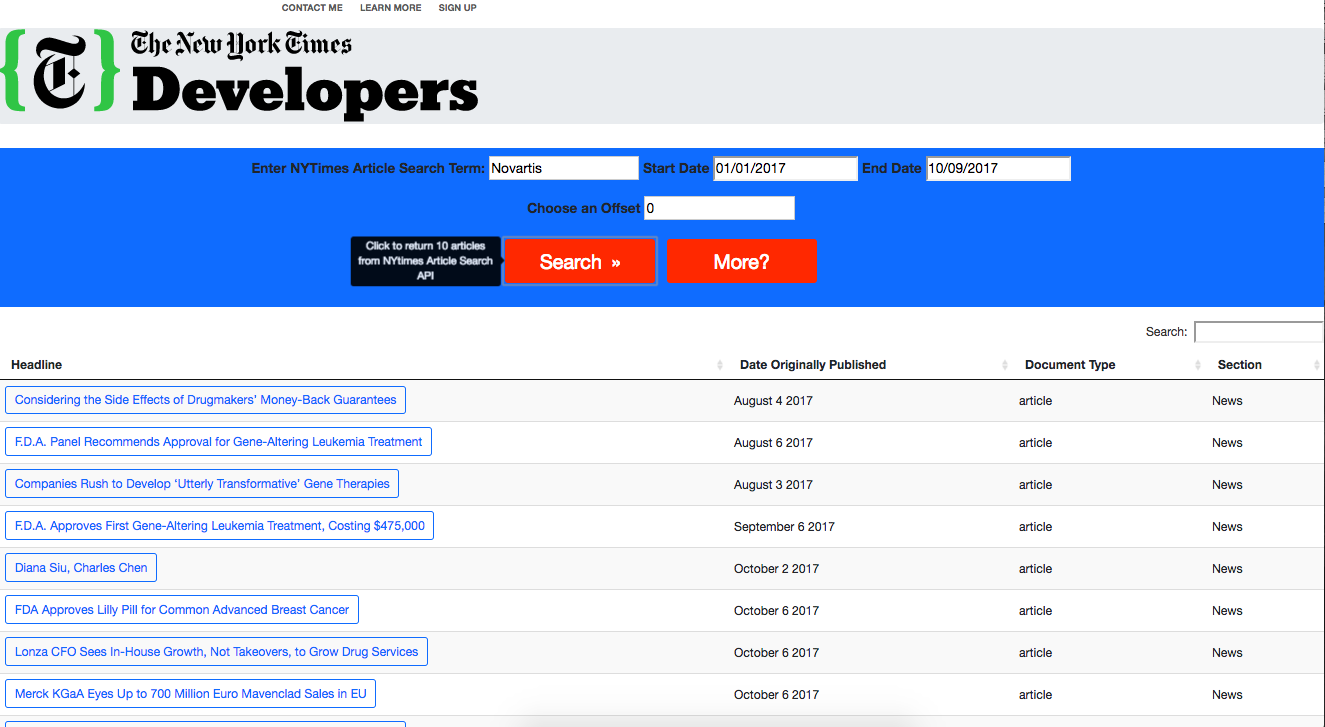 CONTACT ME LEARN MORE SIGN UP
{T} The New York Times
Developers
Enter NYTimes Article Search Term: Novartis Start Date 01/01/2017 End Date 10/09/2017
Choose an Offset 0
Click to return 10 articles
from NYtimes Article Search
API
Search » More?
Search:
Headline Date Originally Published Document Type Section
Considering the Side Effects of Drugmakers’ Money-Back Guarantees August 4 2017 article News
F.D.A. Panel Recommends Approval for Gene-Altering Leukemia Treatment August 6 2017 article News
Companies Rush to Develop ‘Utterly Transformative’ Gene Therapies August 3 2017 article News
F.D.A. Approves First Gene-Altering Leukemia Treatment, Costing $475,000 September 6 2017 article News
Diana Siu, Charles Chen October 2 2017 article News
FDA Approves Lilly Pill for Common Advanced Breast Cancer October 6 2017 article News
Lonza CFO Sees In-House Growth, Not Takeovers, to Grow Drug Services October 6 2017 article News
Merck KGaA Eyes Up to 700 Million Euro Mavenclad Sales in EU October 6 2017 article News